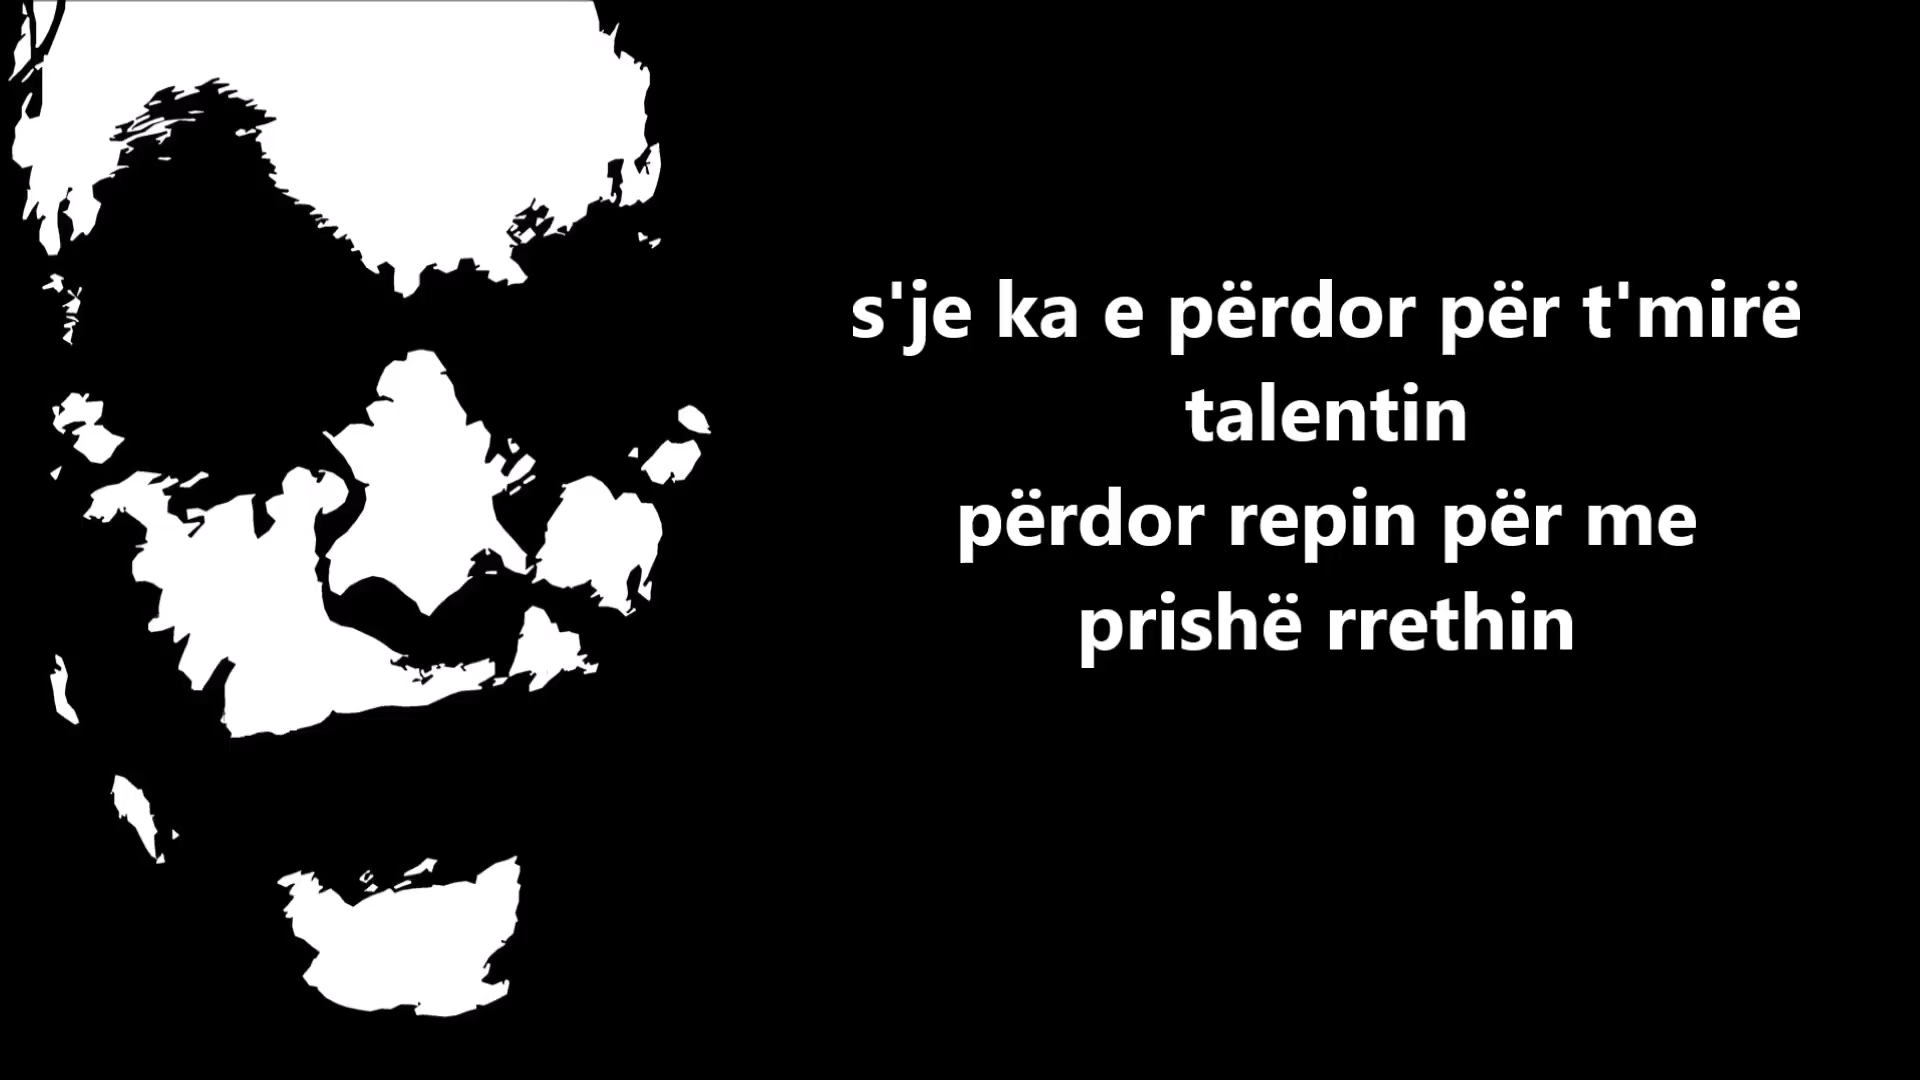 s'je ka e përdor për t'mirë
talentin
përdor repin për me
prishë rrethin